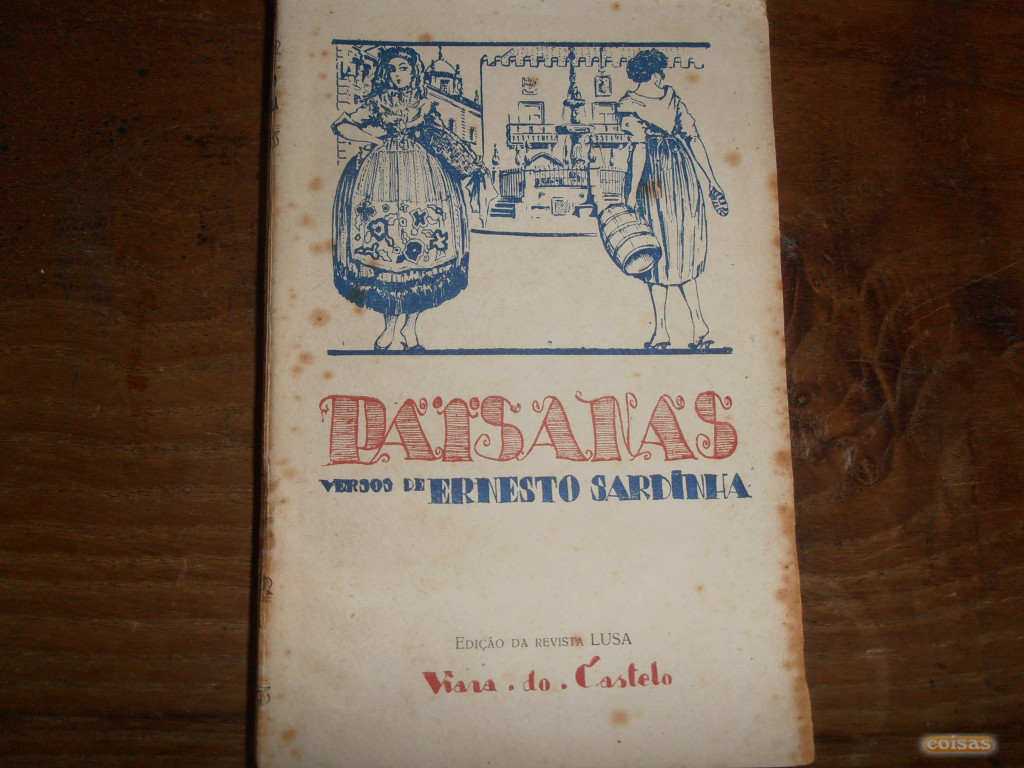 PAISANAS
VERSOS DE ERNESTO SARDINHA
EDIÇÃO DA REVISTA LUSA
Viana . do . Castelo
coisas